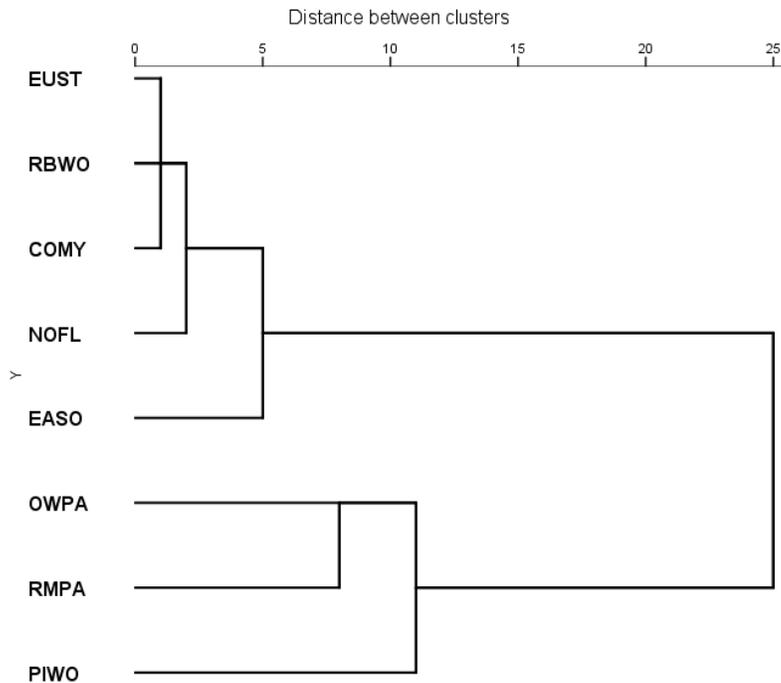 Distance between clusters
0 5 10 15 20 25
EUST
RBWO
COMY
NOFL
Y
EASO
OWPA
RMPA
PIWO